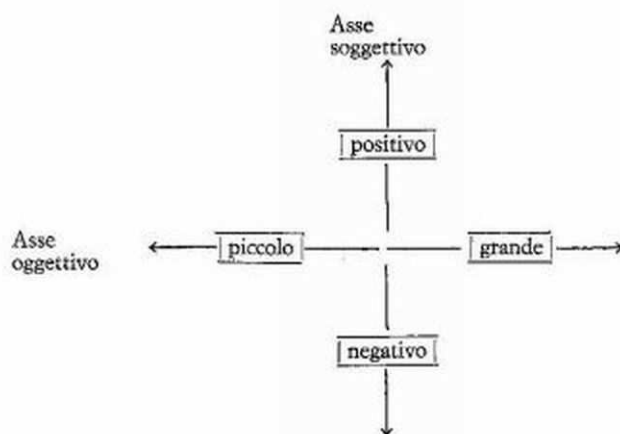 Asse
soggettivo
positivo
Asse
oggettivo
piccolo
grande
negativo